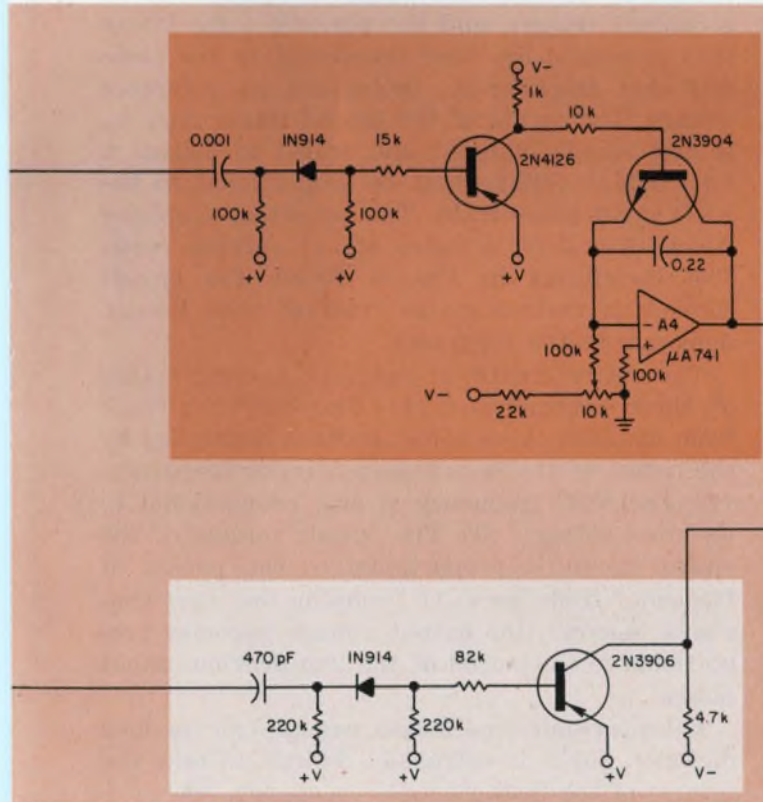 V-
1k
10k
0.001
1N914
15k
2N4126
2N3904
100k
100k
+V
+V
+V
0.22
- A4
+
μA741
100k
100k
V-
22k
10k
470pF
1N914
82k
2N3906
220k
220k
4.7k
+V
+V
+V
V-